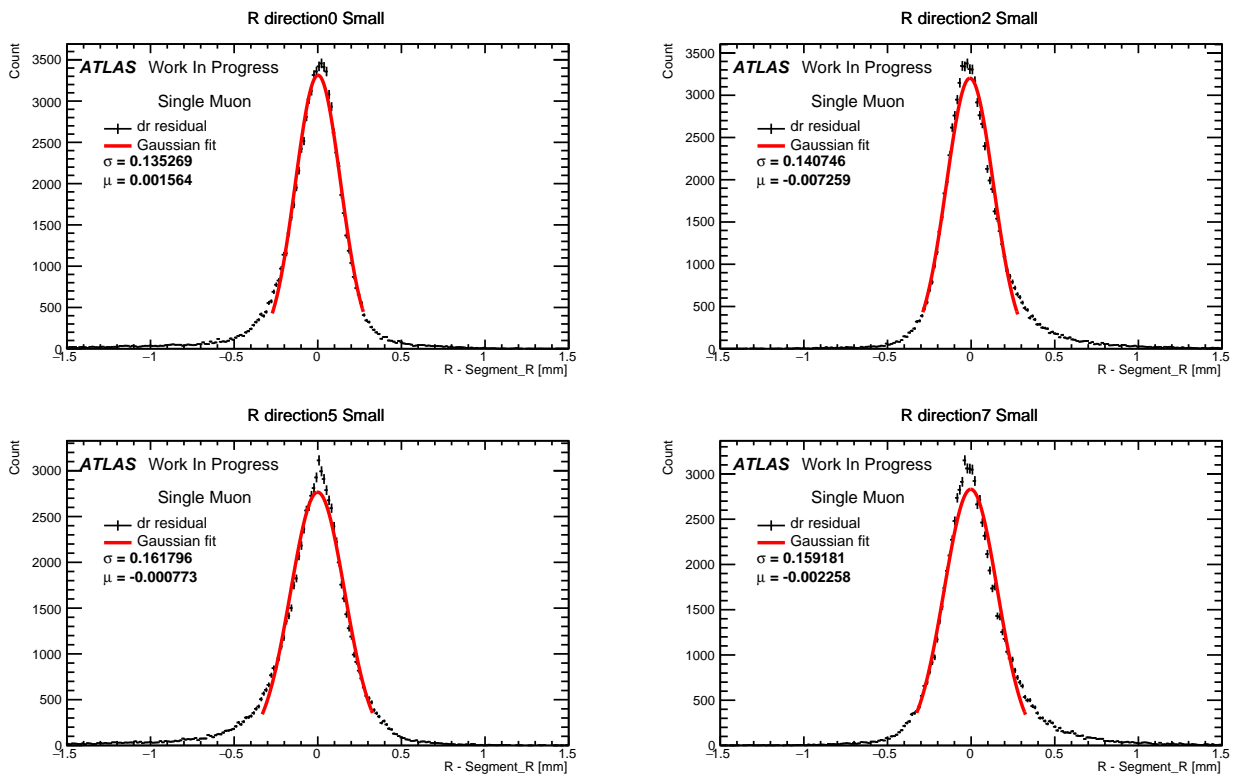 R direction0 Small
Count
3500
3000
2500
2000
1500
1000
500
0
ATLAS Work In Progress
Single Muon
dr residual
Gaussian fit
σ = 0.135269
μ = 0.001564
−1.5 −1 −0.5 0 0.5 1 1.5
R - Segment_R [mm]
R direction2 Small
Count
3500
3000
2500
2000
1500
1000
500
0
ATLAS Work In Progress
Single Muon
dr residual
Gaussian fit
σ = 0.140746
μ = -0.007259
−1.5 −1 −0.5 0 0.5 1 1.5
R - Segment_R [mm]
R direction5 Small
Count
3000
2500
2000
1500
1000
500
0
ATLAS Work In Progress
Single Muon
dr residual
Gaussian fit
σ = 0.161796
μ = -0.000773
−1.5 −1 −0.5 0 0.5 1 1.5
R - Segment_R [mm]
R direction7 Small
Count
3000
2500
2000
1500
1000
500
0
ATLAS Work In Progress
Single Muon
dr residual
Gaussian fit
σ = 0.159181
μ = -0.002258
−1.5 −1 −0.5 0 0.5 1 1.5
R - Segment_R [mm]